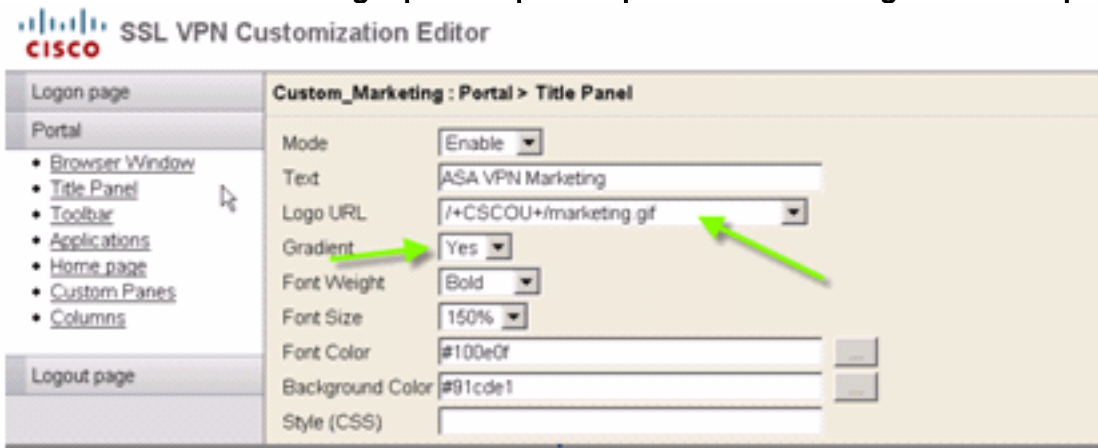 CISCO SSL VPN Customization Editor
Logon page
Portal
• Browser Window
• Title Panel
• Toolbar
• Applications
• Home page
• Custom Panes
• Columns
Logout page
Custom_Marketing : Portal > Title Panel
Mode Enable
Text ASA VPN Marketing
Logo URL /+CSCOU+/marketing.gif
Gradient Yes
Font Weight Bold
Font Size 150%
Font Color #100e0f ...
Background Color #91cde1 ...
Style (CSS)